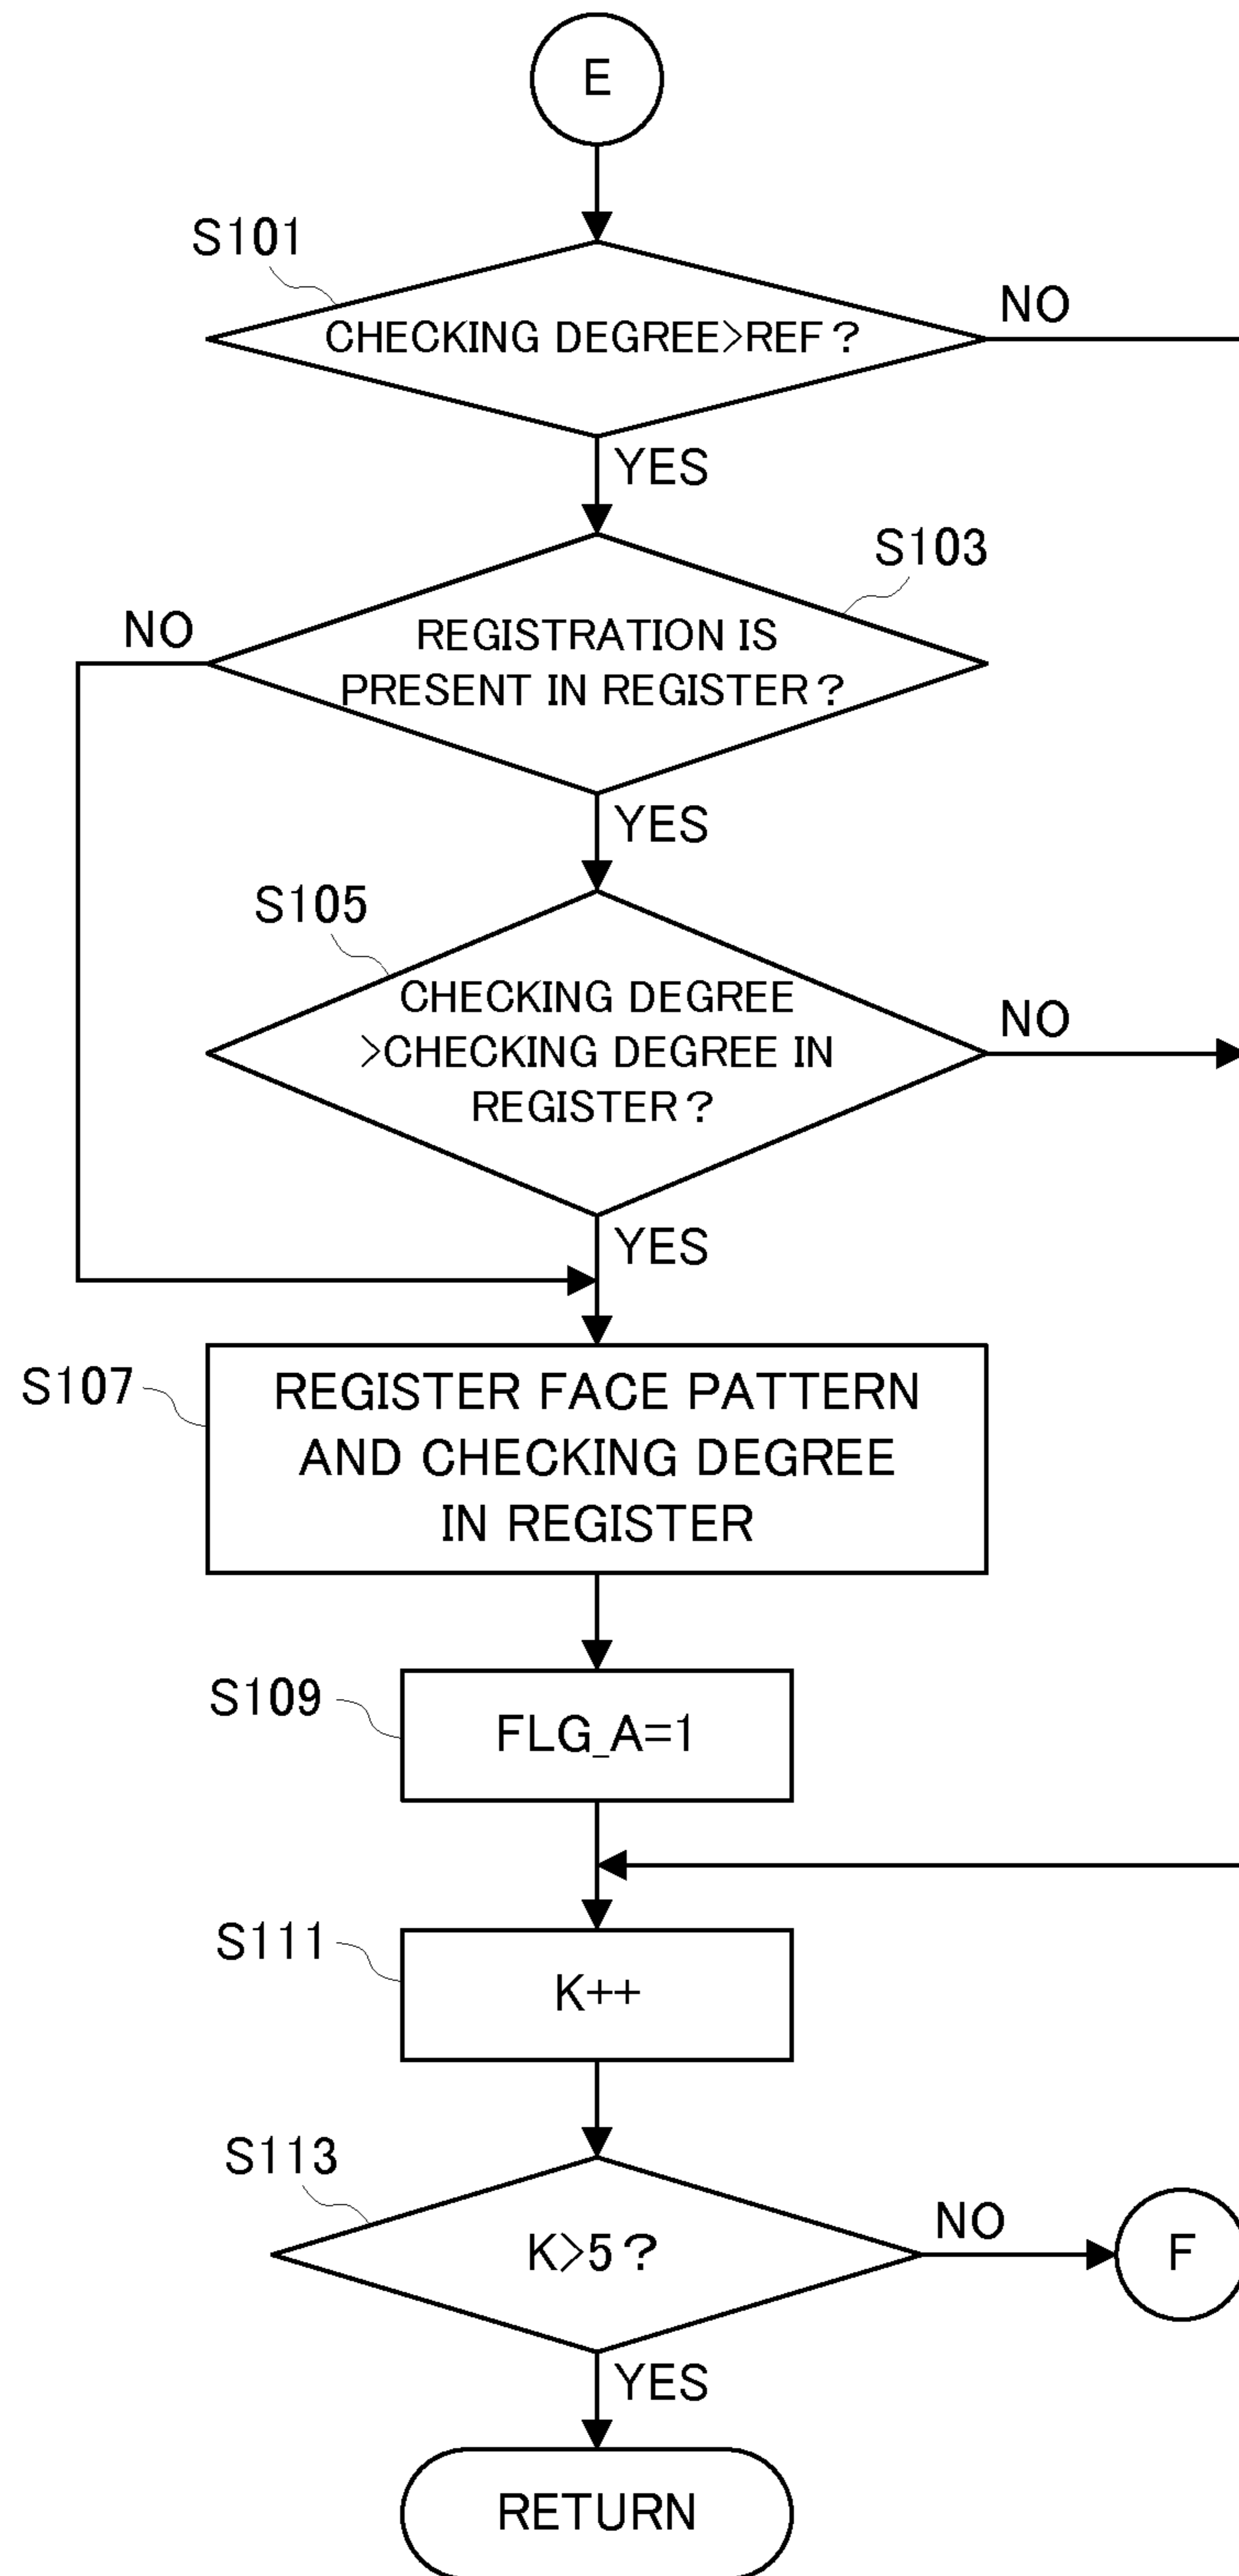 E
S101
CHECKING DEGREE>REF?
NO
YES
S103
NO
REGISTRATION IS
PRESENT IN REGISTER?
YES
S105
CHECKING DEGREE
>CHECKING DEGREE IN
REGISTER?
NO
YES
S107
REGISTER FACE PATTERN
AND CHECKING DEGREE
IN REGISTER
S109
FLG_A=1
S111
K++
S113
K>5?
NO
F
YES
RETURN